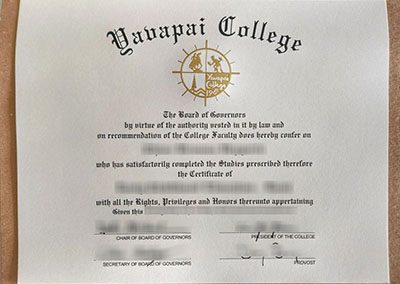 Yavapai College
Yavapai
College
The Board of Governors
by virtue of the authority vested in it by law and
on recommendation of the College Faculty does hereby confer on
who has satisfactorily completed the Studies prescribed therefore
the Certificate of
with all the Rights, Privileges and Honors thereunto appertaining
Given this
CHAIR OF BOARD OF GOVERNORS
PRESIDENT OF THE COLLEGE
SECRETARY OF BOARD OF GOVERNORS
PROVOST